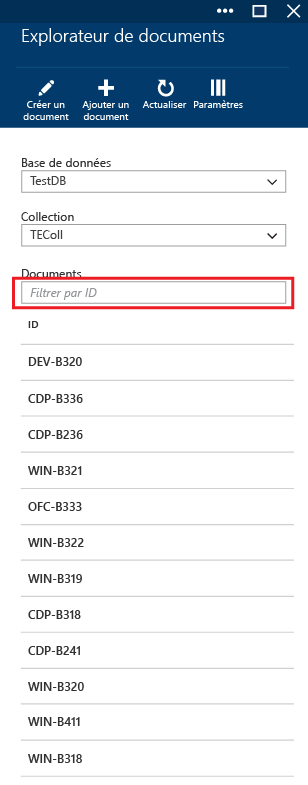 Explorateur de documents
Créer un document
Ajouter un document
Actualiser
Paramètres
Base de données
TestDB
Collection
TEColl
Documents
Filtrer par ID
ID
DEV-B320
CDP-B336
CDP-B236
WIN-B321
OFC-B333
WIN-B322
WIN-B319
CDP-B318
CDP-B241
WIN-B320
WIN-B411
WIN-B318